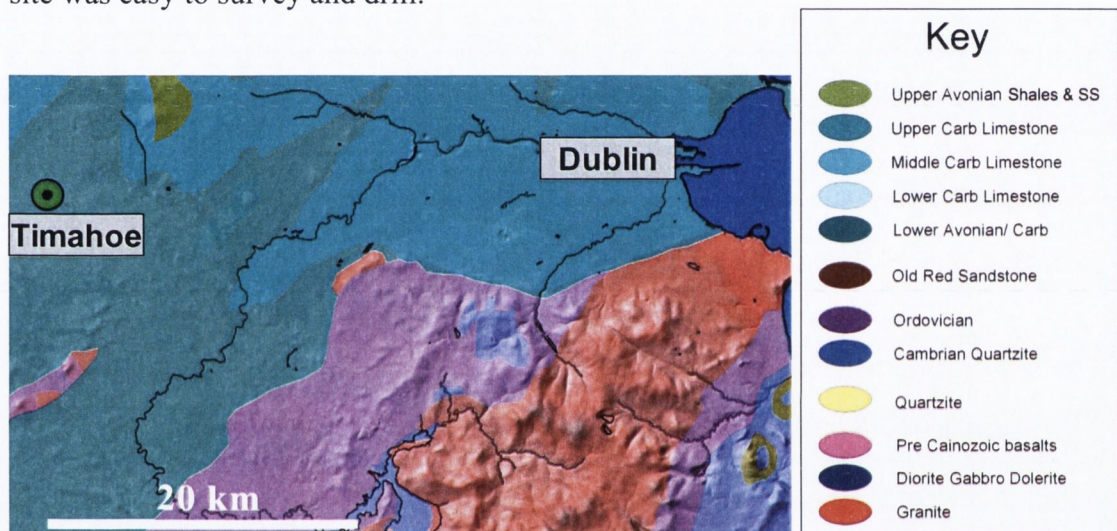 site was easy to survey and drill.
Key
Upper Avonian Shales & SS
Upper Carb Limestone
Dublin
Middle Carb Limestone
Lower Carb Limestone
Timahoe
Lower Avonian/ Carb
Old Red Sandstone
Ordovician
Cambrian Quartzite
Quartzite
Pre Cainozoic basalts
Diorite Gabbro Dolerite
20 km
Granite